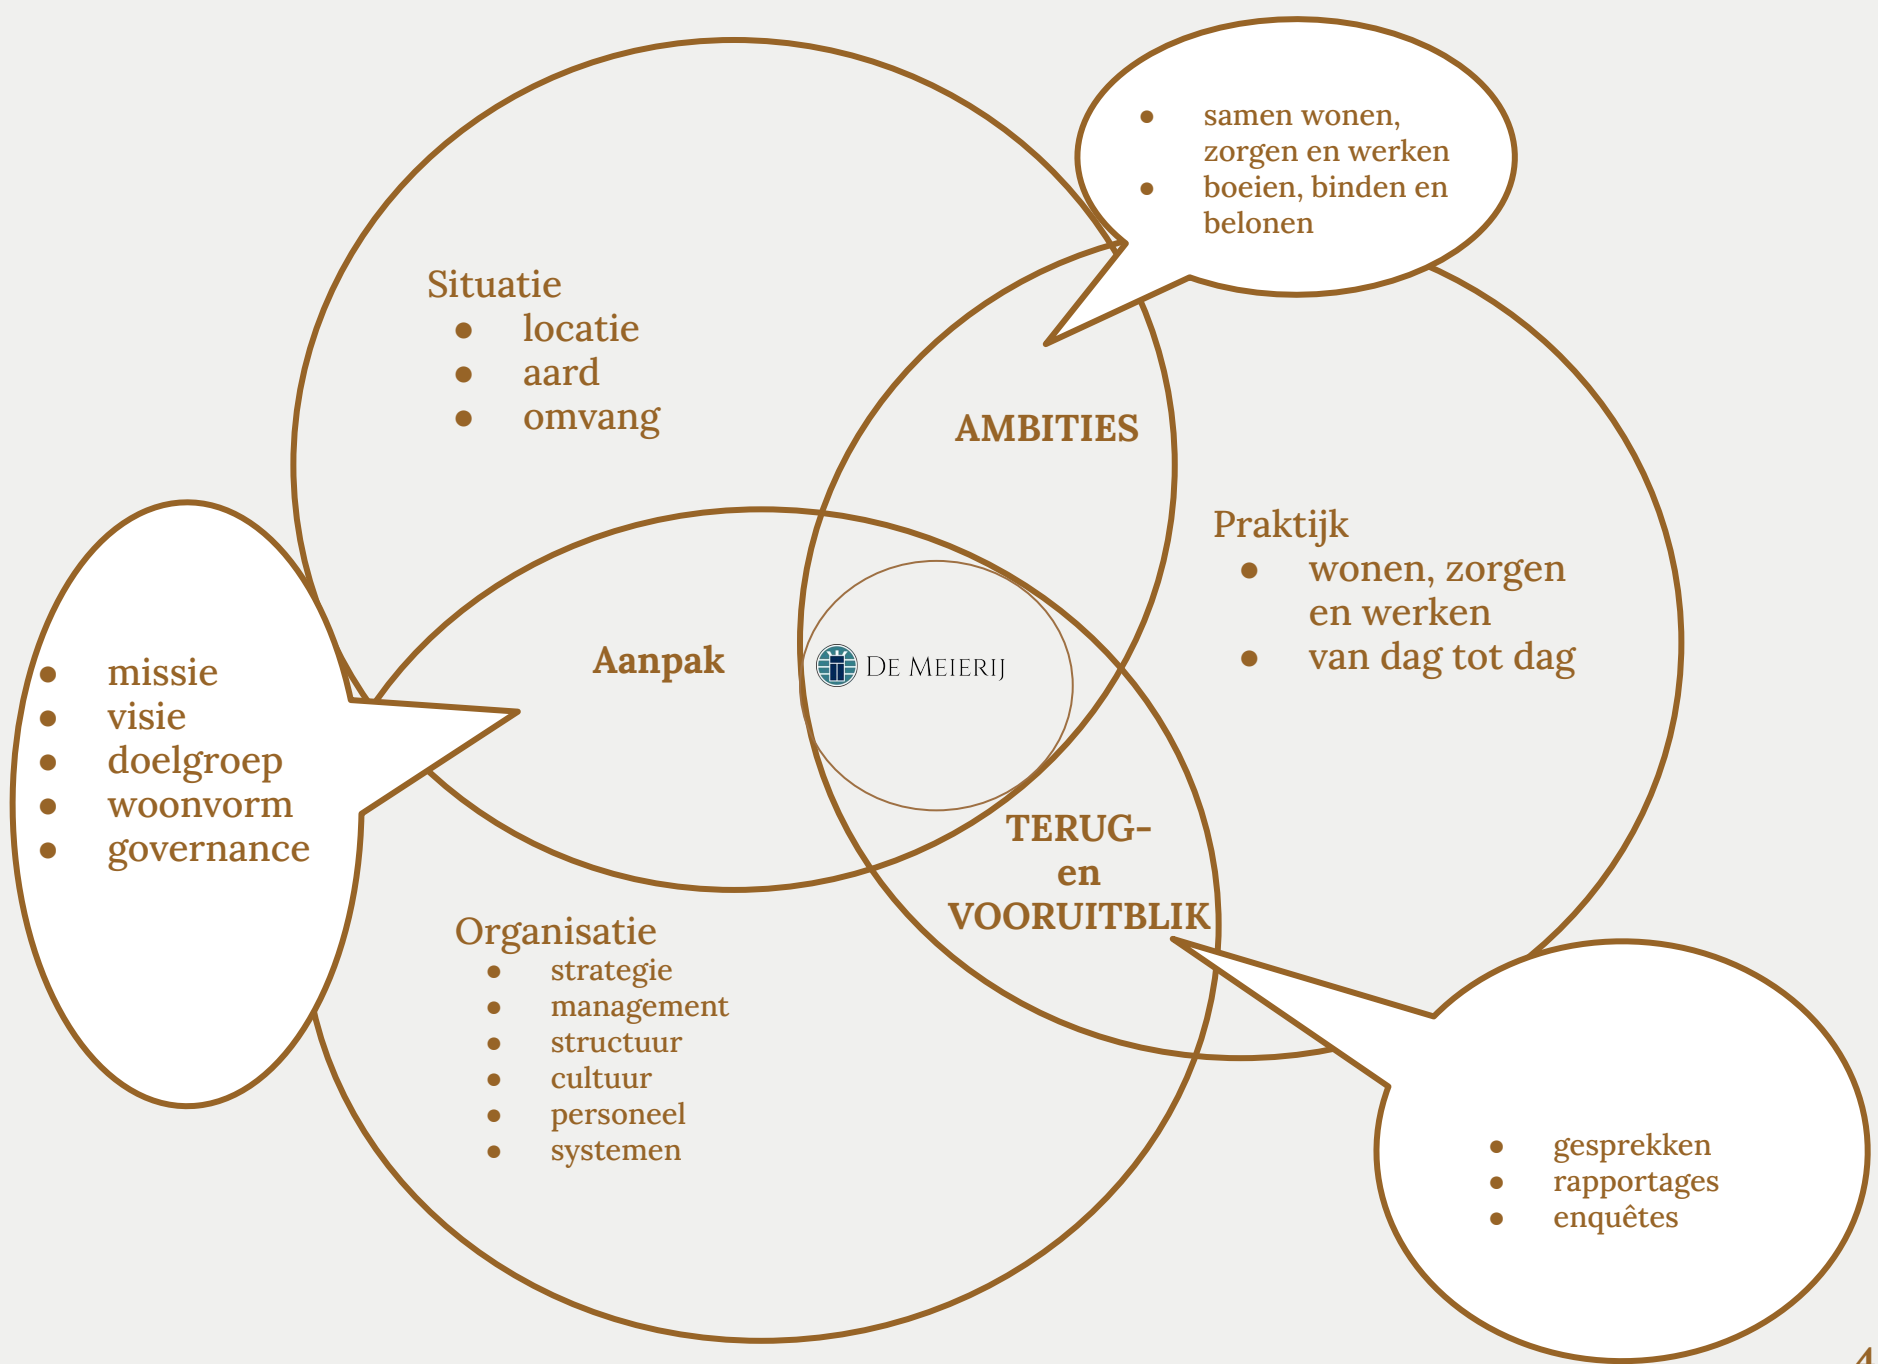 ● samen wonen,
zorgen en werken
● boeien, binden en
belonen
Situatie
● locatie
● aard
● omvang
AMBITIES
Praktijk
● wonen, zorgen
en werken
● van dag tot dag
Aanpak
DE MEIERIJ
● missie
● visie
● doelgroep
● woonvorm
● governance
TERUG-
en
VOORUITBLIK
Organisatie
● strategie
● management
● structuur
● cultuur
● personeel
● systemen
● gesprekken
● rapportages
● enquêtes
4